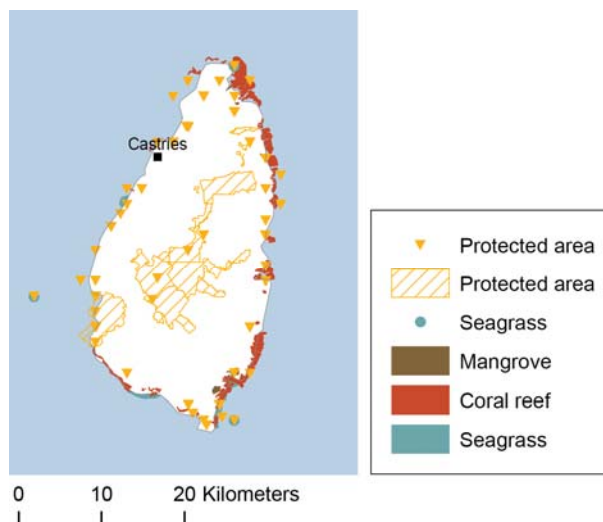 Castries
Protected area
Protected area
Seagrass
Mangrove
Coral reef
Seagrass
0 10 20 Kilometers